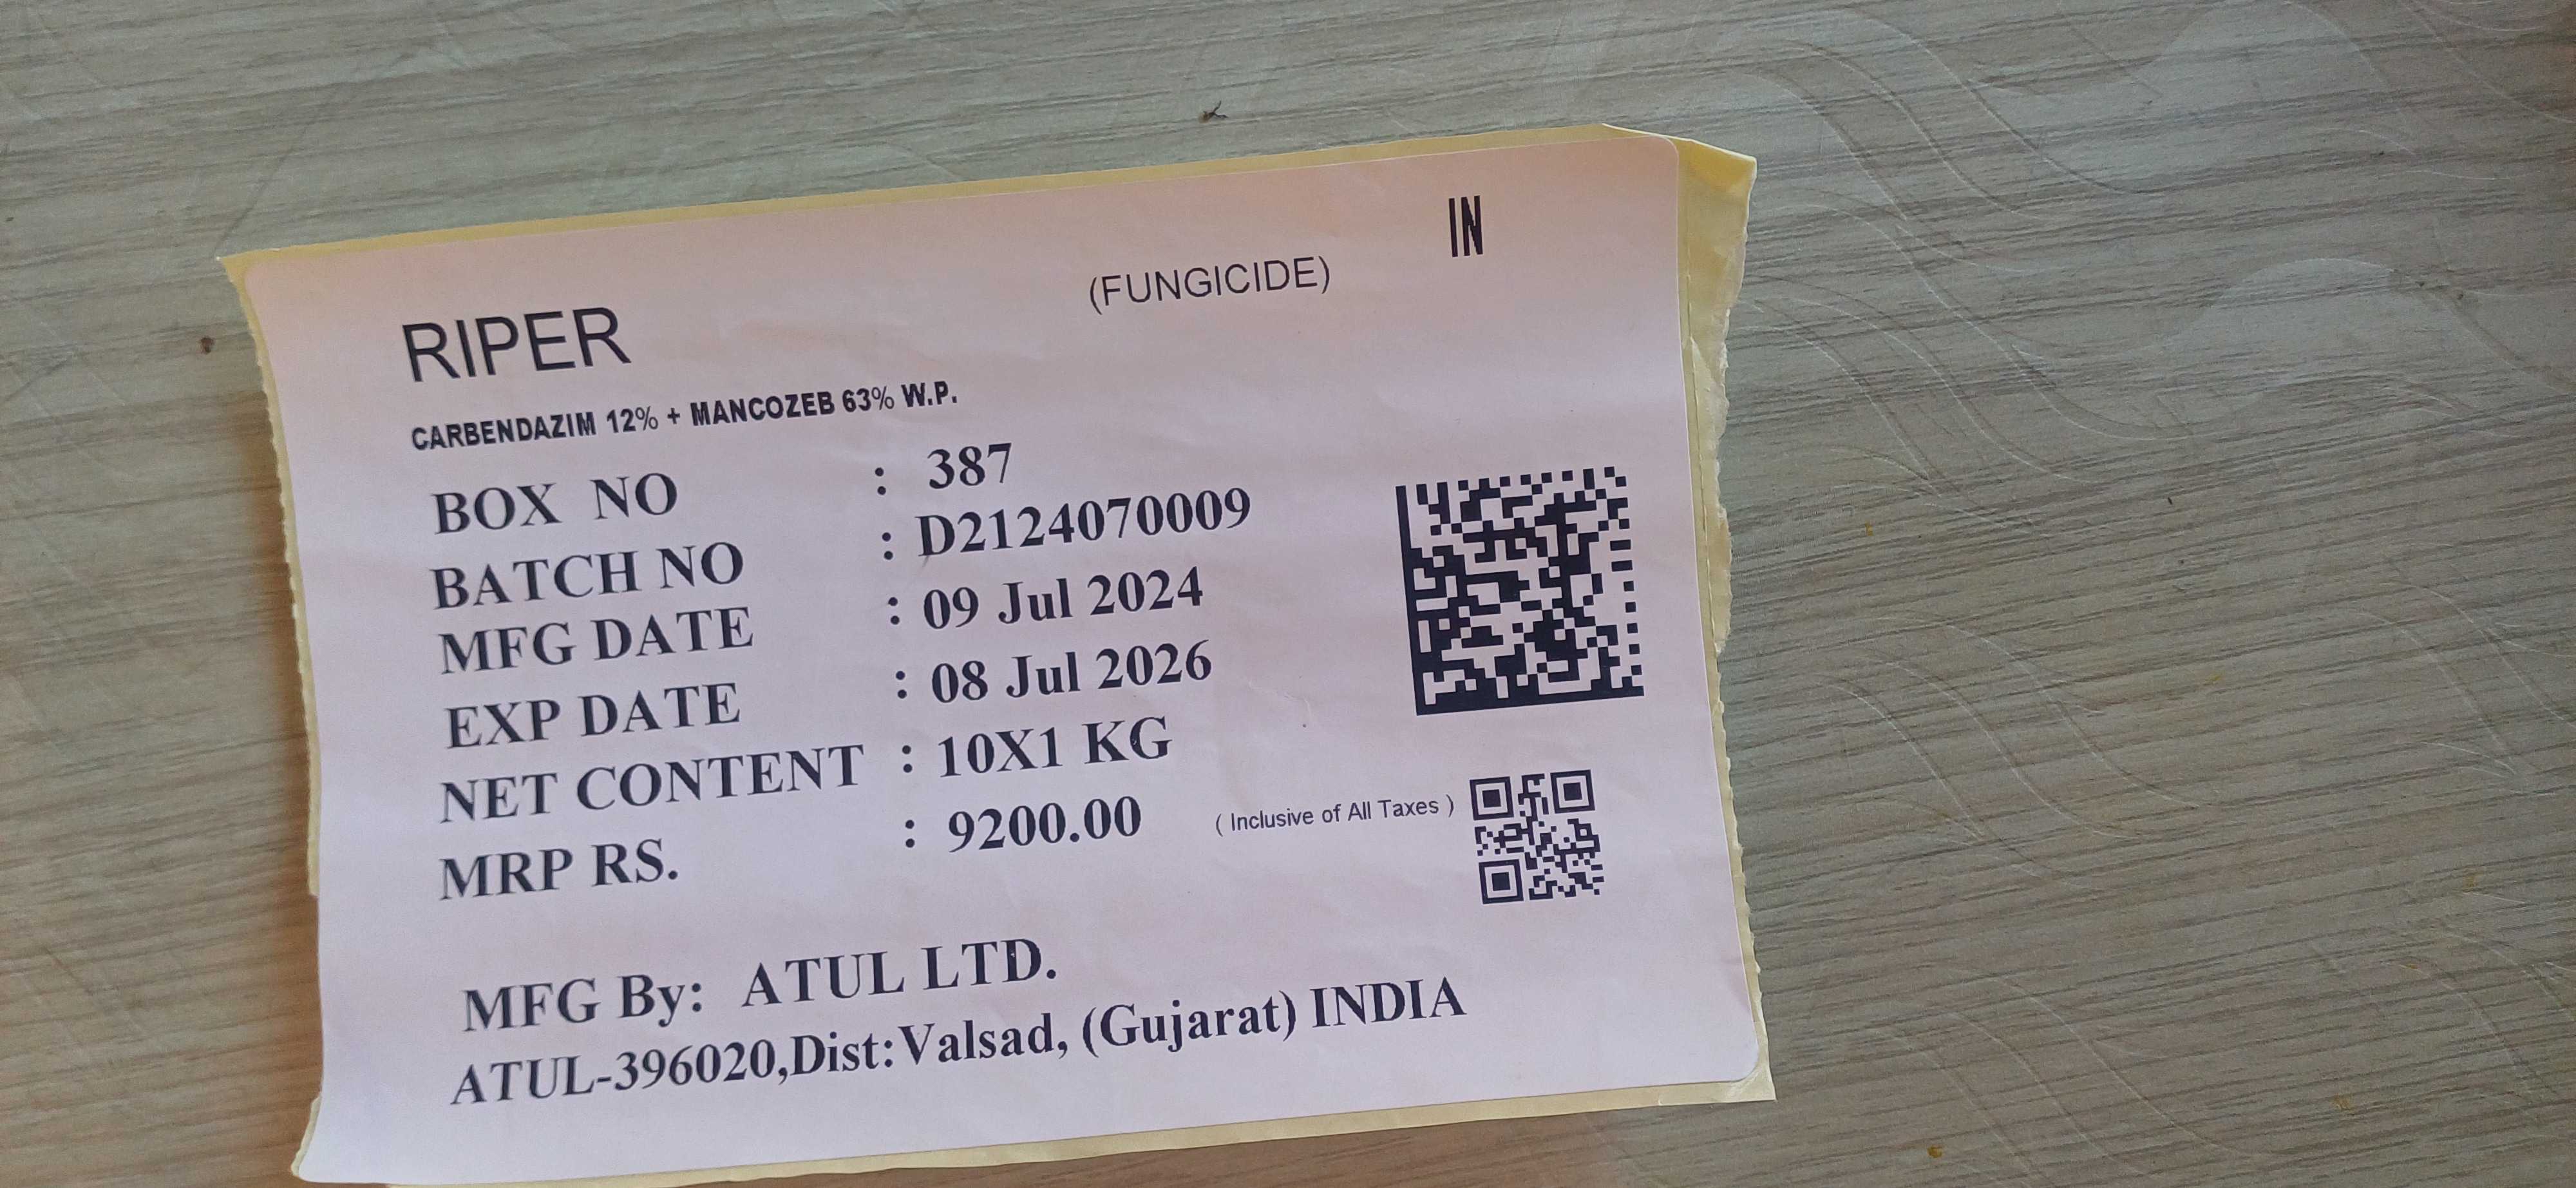 IN
(FUNGICIDE)
RIPER
CARBENDAZIM 12% + MANCOZEB 63% W.P.
BOX NO : 387
BATCH NO : D2124070009
MFG DATE : 09 Jul 2024
EXP DATE : 08 Jul 2026
NET CONTENT : 10X1 KG
MRP RS. : 9200.00 ( Inclusive of All Taxes )
MFG By: ATUL LTD.
ATUL-396020,Dist:Valsad, (Gujarat) INDIA